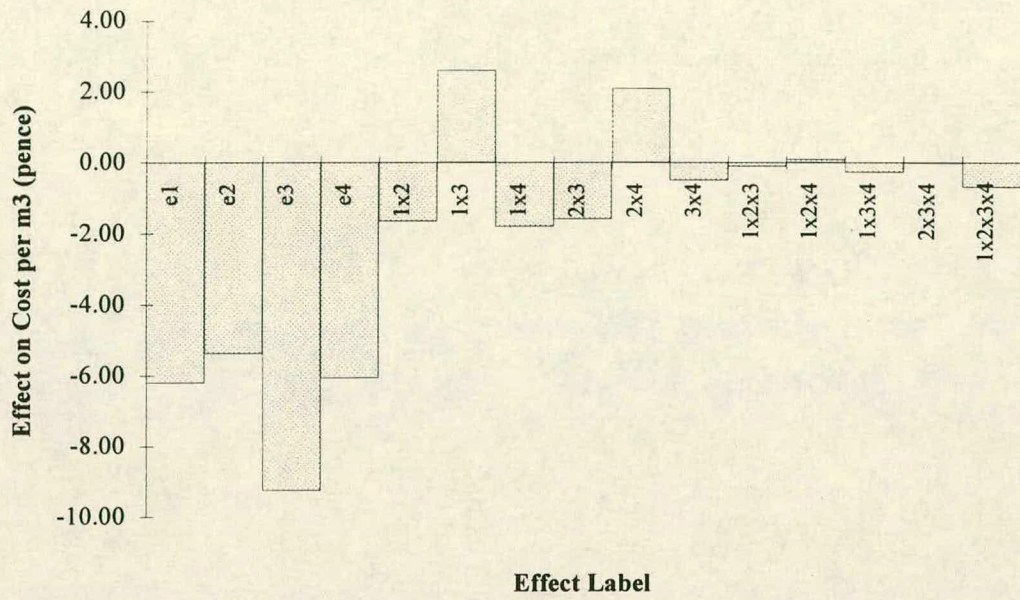 4.00
2.00
0.00
-2.00
-4.00
-6.00
-8.00
-10.00
Effect on Cost per m3 (pence)
e1
e2
e3
e4
1x2
1x3
1x4
2x3
2x4
3x4
1x2x3
1x2x4
1x3x4
2x3x4
1x2x3x4
Effect Label